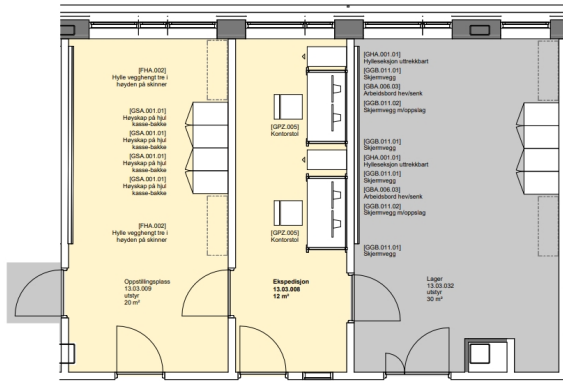 [FHA.002]
Hylle vegghengt tre i
høyden på skinner
[GSA.001.01]
Høyskap på hjul
kasse-bakke
[GSA.001.01]
Høyskap på hjul
kasse-bakke
[GSA.001.01]
Høyskap på hjul
kasse-bakke
[GSA.001.01]
Høyskap på hjul
kasse-bakke
[FHA.002]
Hylle vegghengt tre i
høyden på skinner
Oppstillingsplass
13.03.009
utstyr
20 m²
[GPZ.005]
Kontorstol
[GPZ.005]
Kontorstol
Ekspedisjon
13.03.008
12 m²
[GHA.001.01]
Hylleseksjon uttrekkbart
[GGB.011.01]
Skjermvegg
[GBA.006.03]
Arbeidsbord hev/senk
[GGB.011.02]
Skjermvegg m/oppslag
[GGB.011.01]
Skjermvegg
[GHA.001.01]
Hylleseksjon uttrekkbart
[GGB.011.01]
Skjermvegg
[GBA.006.03]
Arbeidsbord hev/senk
[GGB.011.02]
Skjermvegg m/oppslag
[GGB.011.01]
Skjermvegg
Lager
13.03.032
utstyr
30 m²